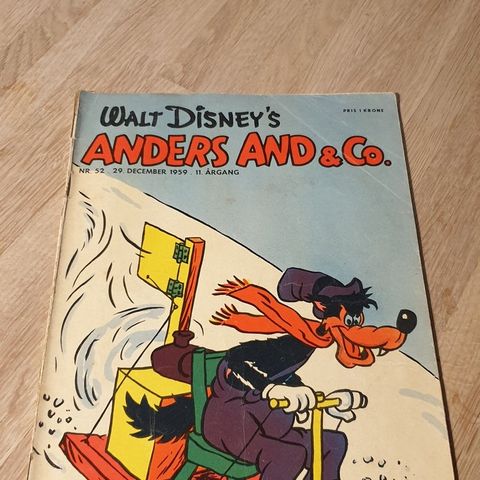 PRIS 1 KRONE
WALT DISNEY'S
ANDERS AND & CO.
NR. 52 . 29. DECEMBER 1959 . 11. ÅRGANG